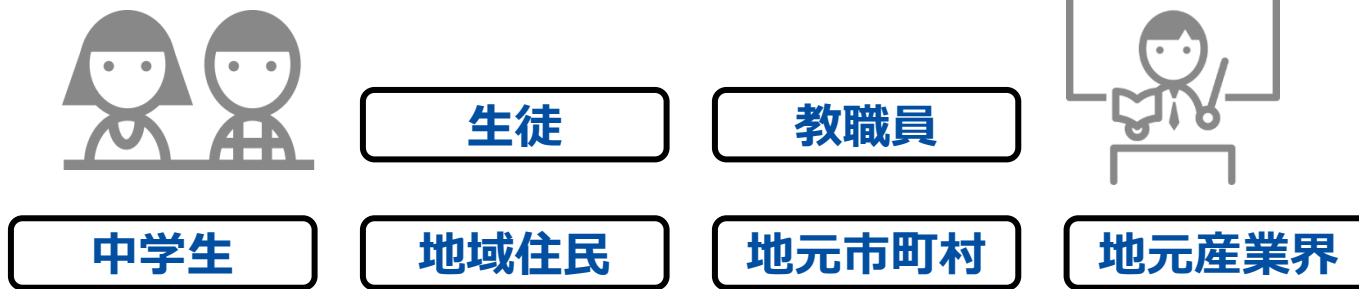 生徒
教職員
中学生
地域住民
地元市町村
地元産業界